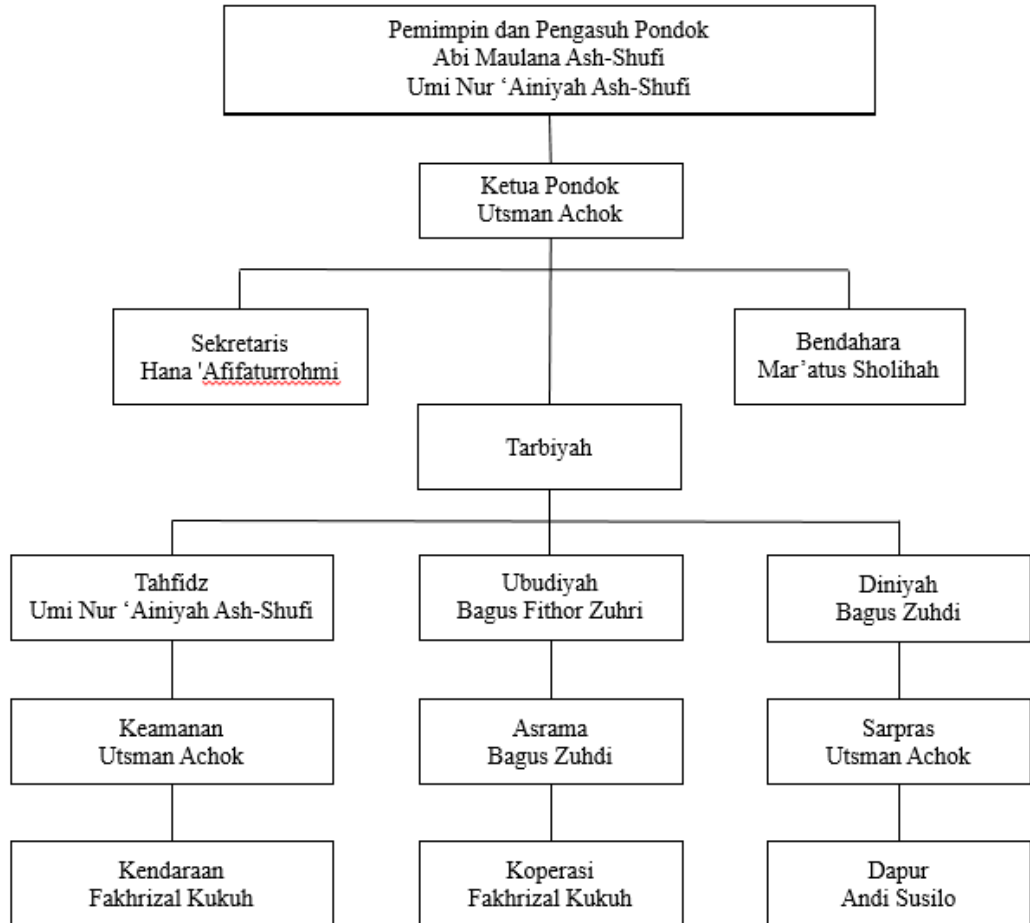 Pemimpin dan Pengasuh Pondok
Abi Maulana Ash-Shufi
Umi Nur ‘Ainiyah Ash-Shufi
Ketua Pondok
Utsman Achok
Sekretaris
Hana 'Afifaturrohmi
Bendahara
Mar’atus Sholihah
Tarbiyah
Tahfidz
Umi Nur ‘Ainiyah Ash-Shufi
Ubudiyah
Bagus Fithor Zuhri
Diniyah
Bagus Zuhdi
Keamanan
Utsman Achok
Asrama
Bagus Zuhdi
Sarpras
Utsman Achok
Kendaraan
Fakhrizal Kukuh
Koperasi
Fakhrizal Kukuh
Dapur
Andi Susilo